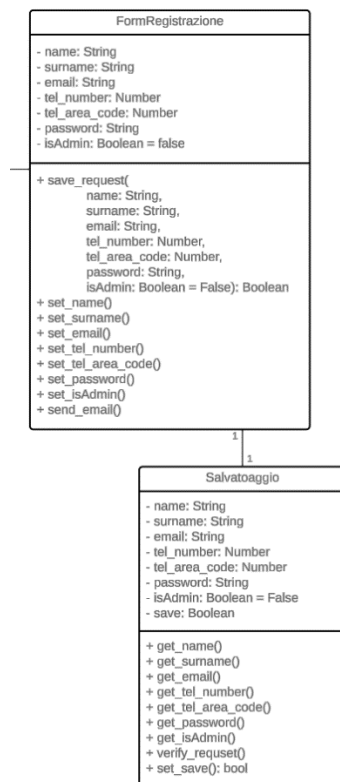 FormRegistrazione
- name: String
- surname: String
- email: String
- tel_number: Number
- tel_area_code: Number
- password: String
- isAdmin: Boolean = false
+ save_request(
name: String,
surname: String,
email: String,
tel_number: Number,
tel_area_code: Number,
password: String,
isAdmin: Boolean = False): Boolean
+ set_name()
+ set_surname()
+ set_email()
+ set_tel_number()
+ set_tel_area_code()
+ set_password()
+ set_isAdmin()
+ send_email()
1
1
Salvatoaggio
- name: String
- surname: String
- email: String
- tel_number: Number
- tel_area_code: Number
- password: String
- isAdmin: Boolean = False
- save: Boolean
+ get_name()
+ get_surname()
+ get_email()
+ get_tel_number()
+ get_tel_area_code()
+ get_password()
+ get_isAdmin()
+ verify_requset()
+ set_save(): bool